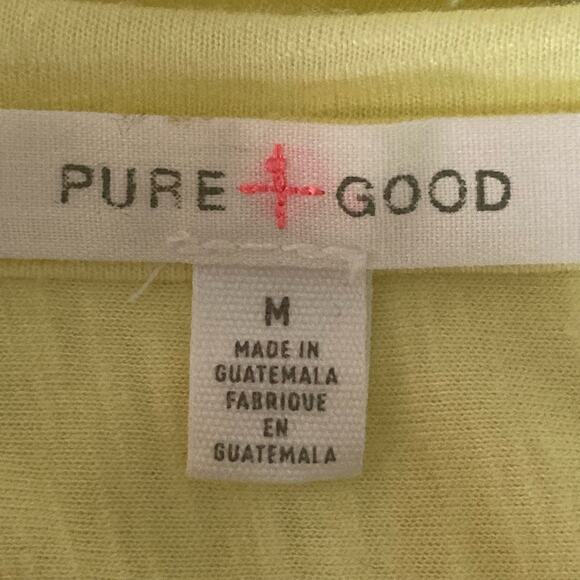 PURE + GOOD
M
MADE IN
GUATEMALA
FABRIQUE
EN
GUATEMALA